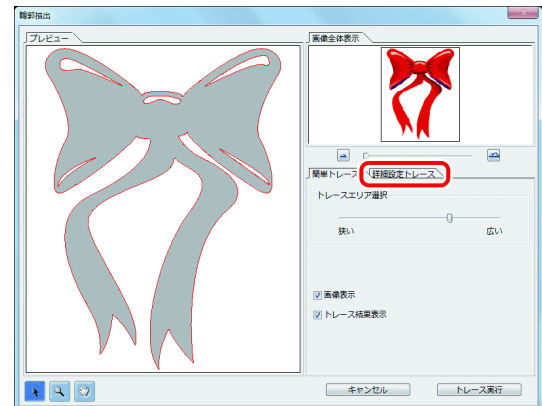 輪郭抽出
プレビュー
画像全体表示
簡単トレース
詳細設定トレース
トレースエリア選択
狭い
広い
画像表示
トレース結果表示
キャンセル
トレース実行